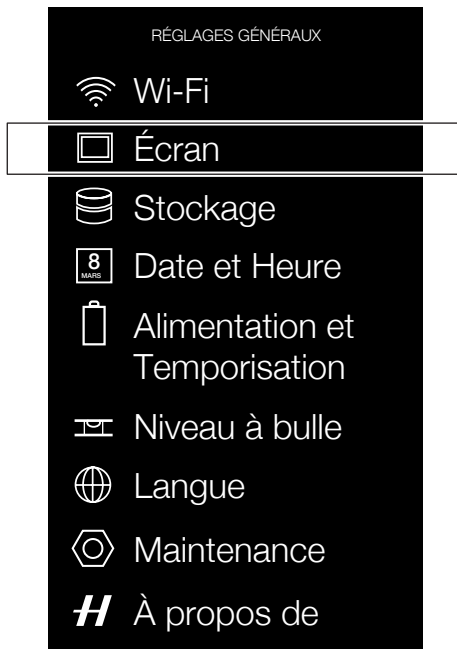 RÉGLAGES GÉNÉRAUX
Wi-Fi
Écran
Stockage
8
MARS
Date et Heure
Alimentation et
Temporisation
Niveau à bulle
Langue
Maintenance
H À propos de